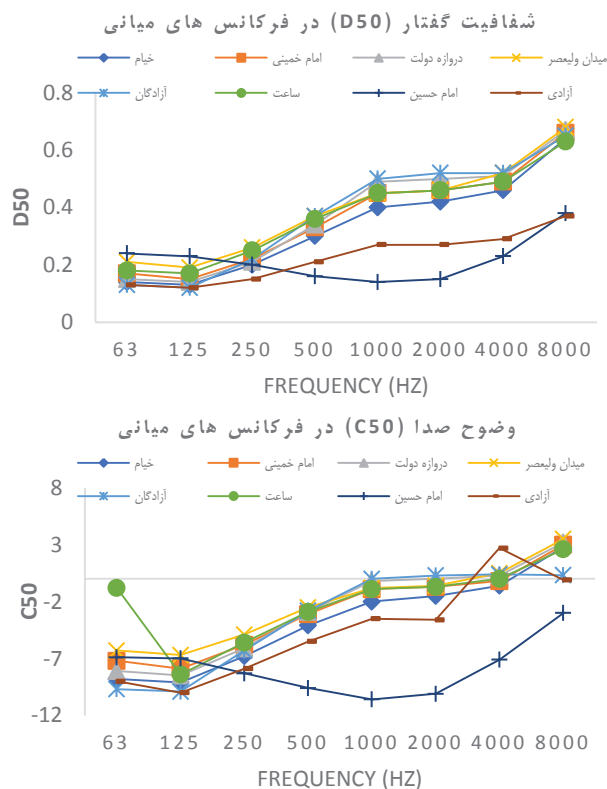 شفافیت گفتار (D50) در فرکانس های میانی
خیام امام خمینی دروازه دولت میدان ولیعصر
آزادگان ساعت امام حسین آزادی
0.8
0.6
0.4
0.2
0
D50
63 125 250 500 1000 2000 4000 8000
FREQUENCY (HZ)
وضوح صدا (C50) در فرکانس های میانی
خیام امام خمینی دروازه دولت میدان ولیعصر
آزادگان ساعت امام حسین آزادی
8
3
-2
-7
-12
C50
63 125 250 500 1000 2000 4000 8000
FREQUENCY (HZ)